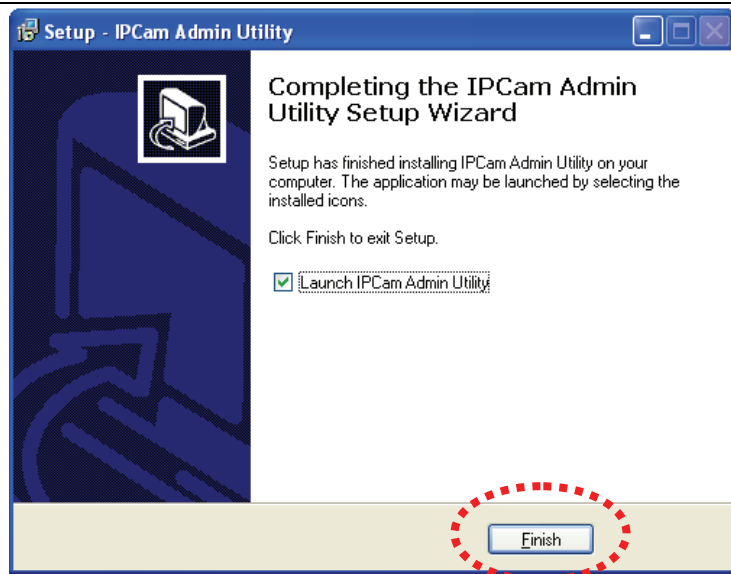 Setup - IPCam Admin Utility
Completing the IPCam Admin
Utility Setup Wizard
Setup has finished installing IPCam Admin Utility on your
computer. The application may be launched by selecting the
installed icons.
Click Finish to exit Setup.
Launch IPCam Admin Utility
Finish